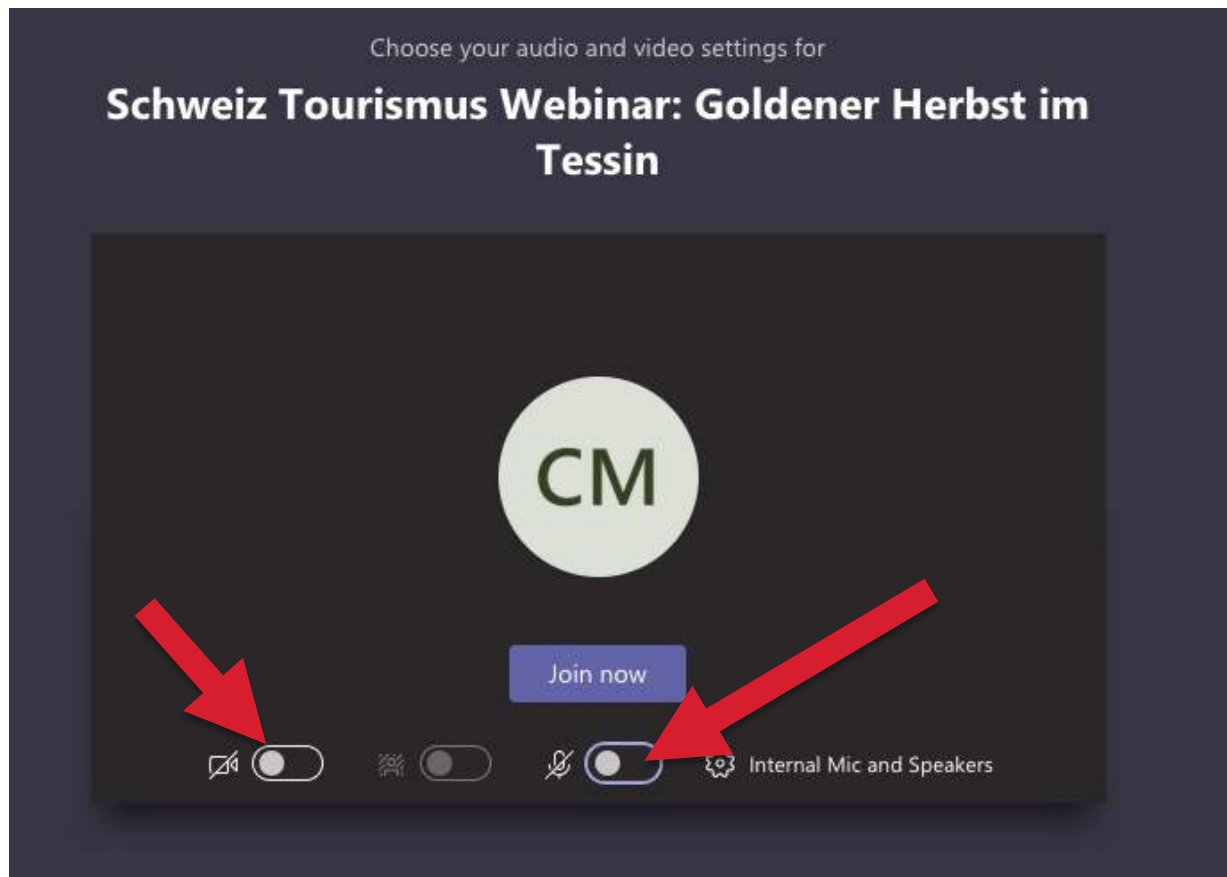 Choose your audio and video settings for
Schweiz Tourismus Webinar: Goldener Herbst im
Tessin
CM
Join now
Internal Mic and Speakers